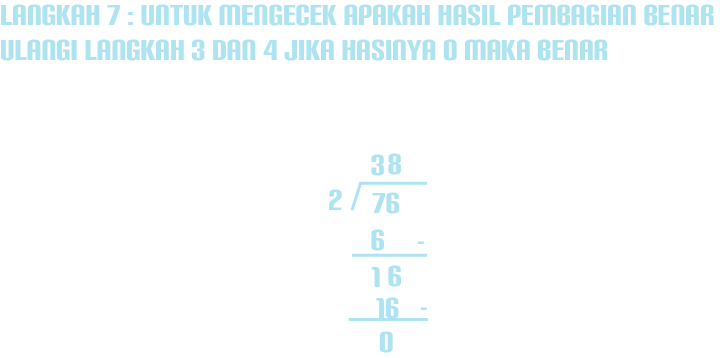 LANGKAH 7 : UNTUK MENGECEK APAKAH HASIL PEMBAGIAN BENAR
ULANGI LANGKAH 3 DAN 4 JIKA HASINYA 0 MAKA BENAR
38
2 / 76
6 -
16
16 -
0